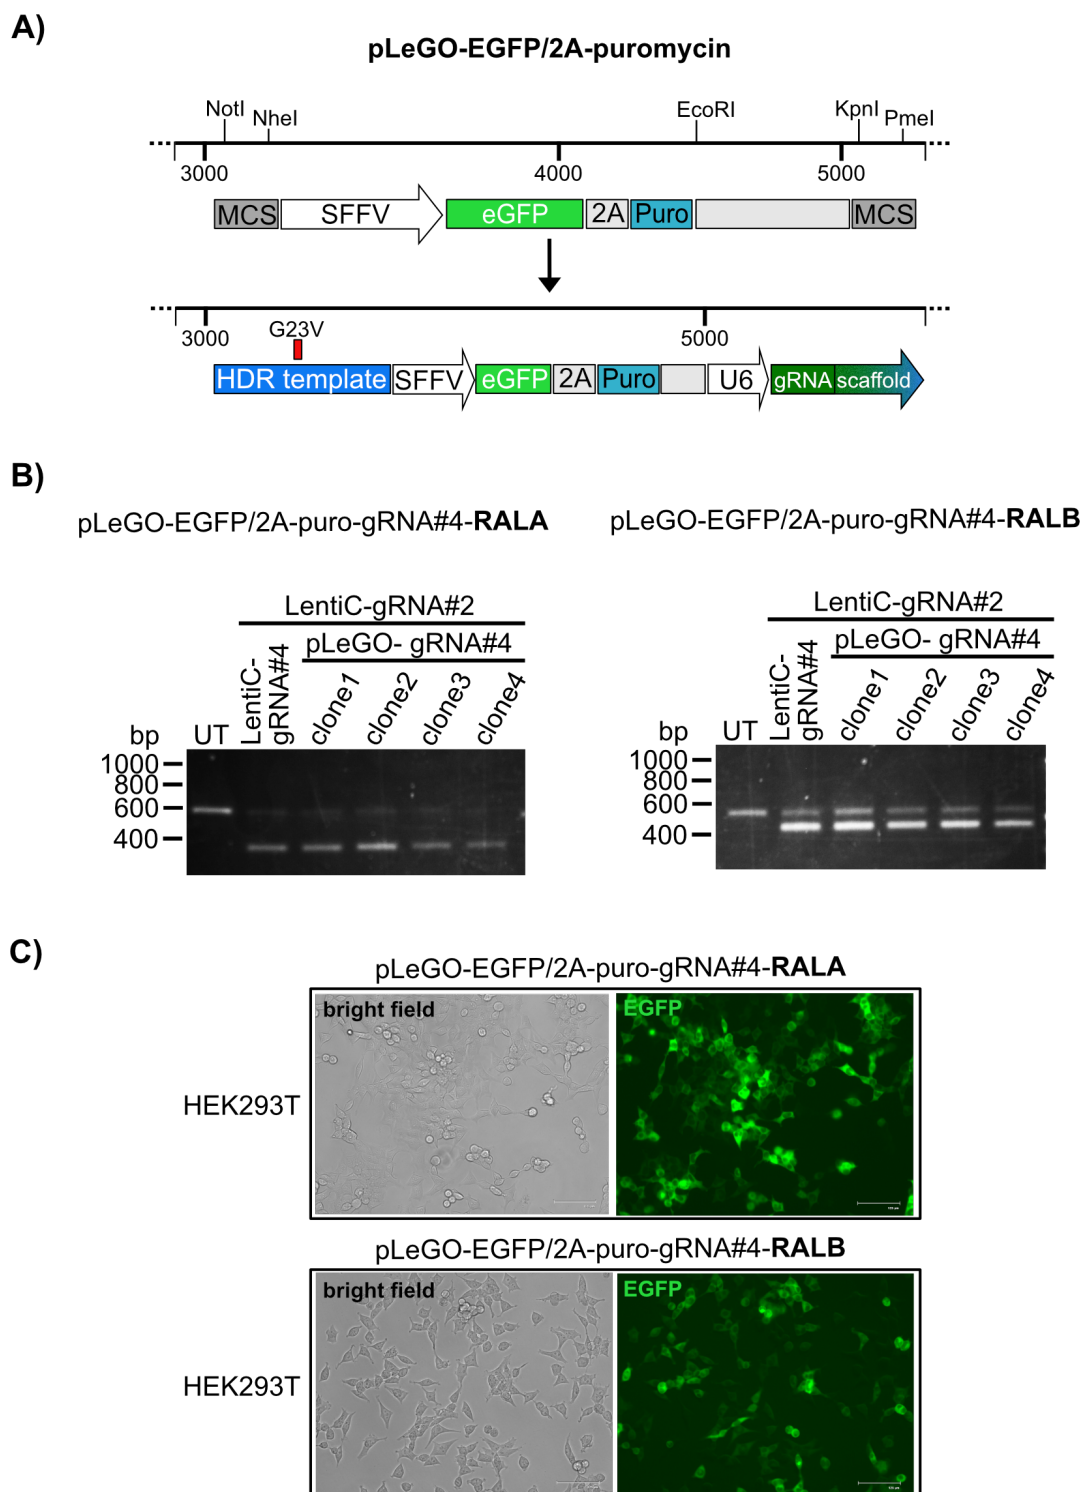 A)
pLeGO-EGFP/2A-puromycin
NotI NheI EcoRI KpnI PmeI
3000 4000 5000
MCS SFFV eGFP 2A Puro MCS
3000 5000
G23V
HDR template SFFV eGFP 2A Puro U6 gRNA scaffold
B)
pLeGO-EGFP/2A-puro-gRNA#4-RALA
LentiC-gRNA#2
pLeGO- gRNA#4
bp UT LentiC-gRNA#4 clone1 clone2 clone3 clone4
1000
800
600
400
pLeGO-EGFP/2A-puro-gRNA#4-RALB
LentiC-gRNA#2
pLeGO- gRNA#4
bp UT LentiC-gRNA#4 clone1 clone2 clone3 clone4
1000
800
600
400
C)
pLeGO-EGFP/2A-puro-gRNA#4-RALA
bright field EGFP
HEK293T
pLeGO-EGFP/2A-puro-gRNA#4-RALB
bright field EGFP
HEK293T